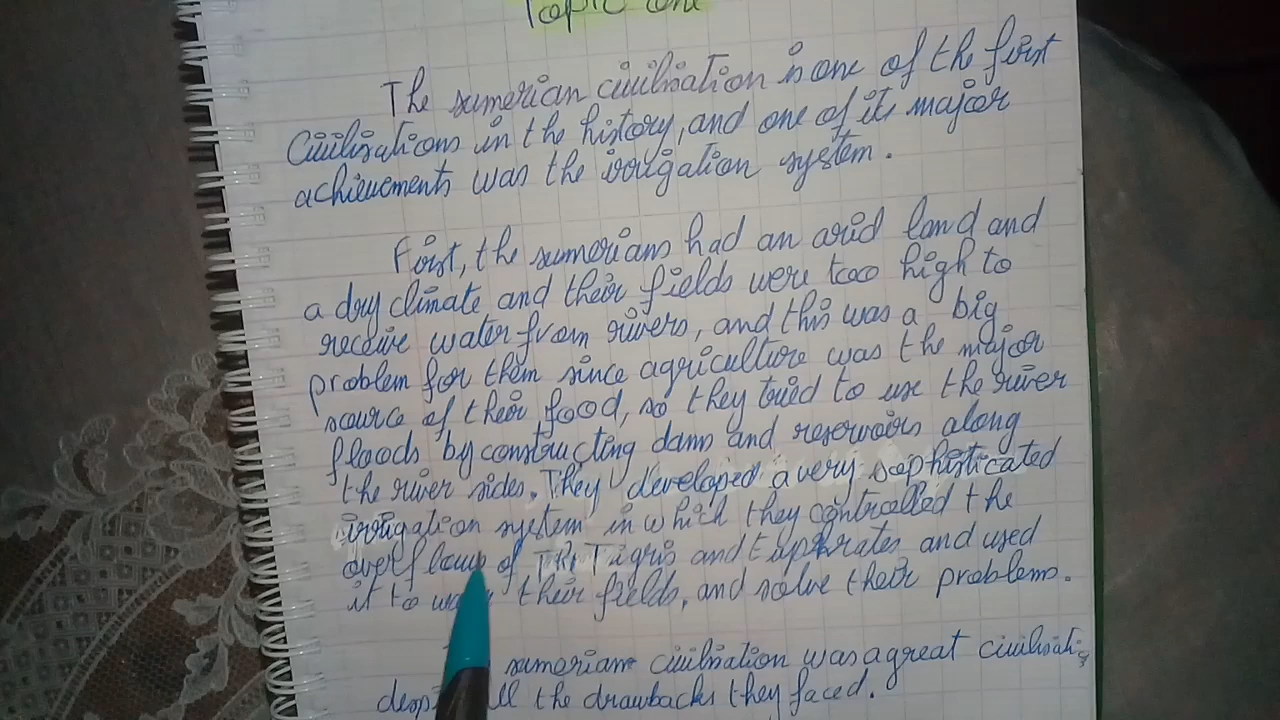 Topic one
The sumerian civilisation is one of the first
Civilisations in the history, and one of its major
achievements was the irrigation system.
First, the sumerians had an arid land and
a dry climate and their fields were too high to
receive water from rivers, and this was a big
problem for them since agriculture was the major
source of their food, so they tried to use the river
floods by constructing dams and reservoirs along
the river sides. They developed a very sophisticated
irrigation system in which they controlled the
overflow of The Tigris and Euphrates and used
it to their fields, and solve their problems.
sumerian civilisation was a great
the drawbacks they faced.